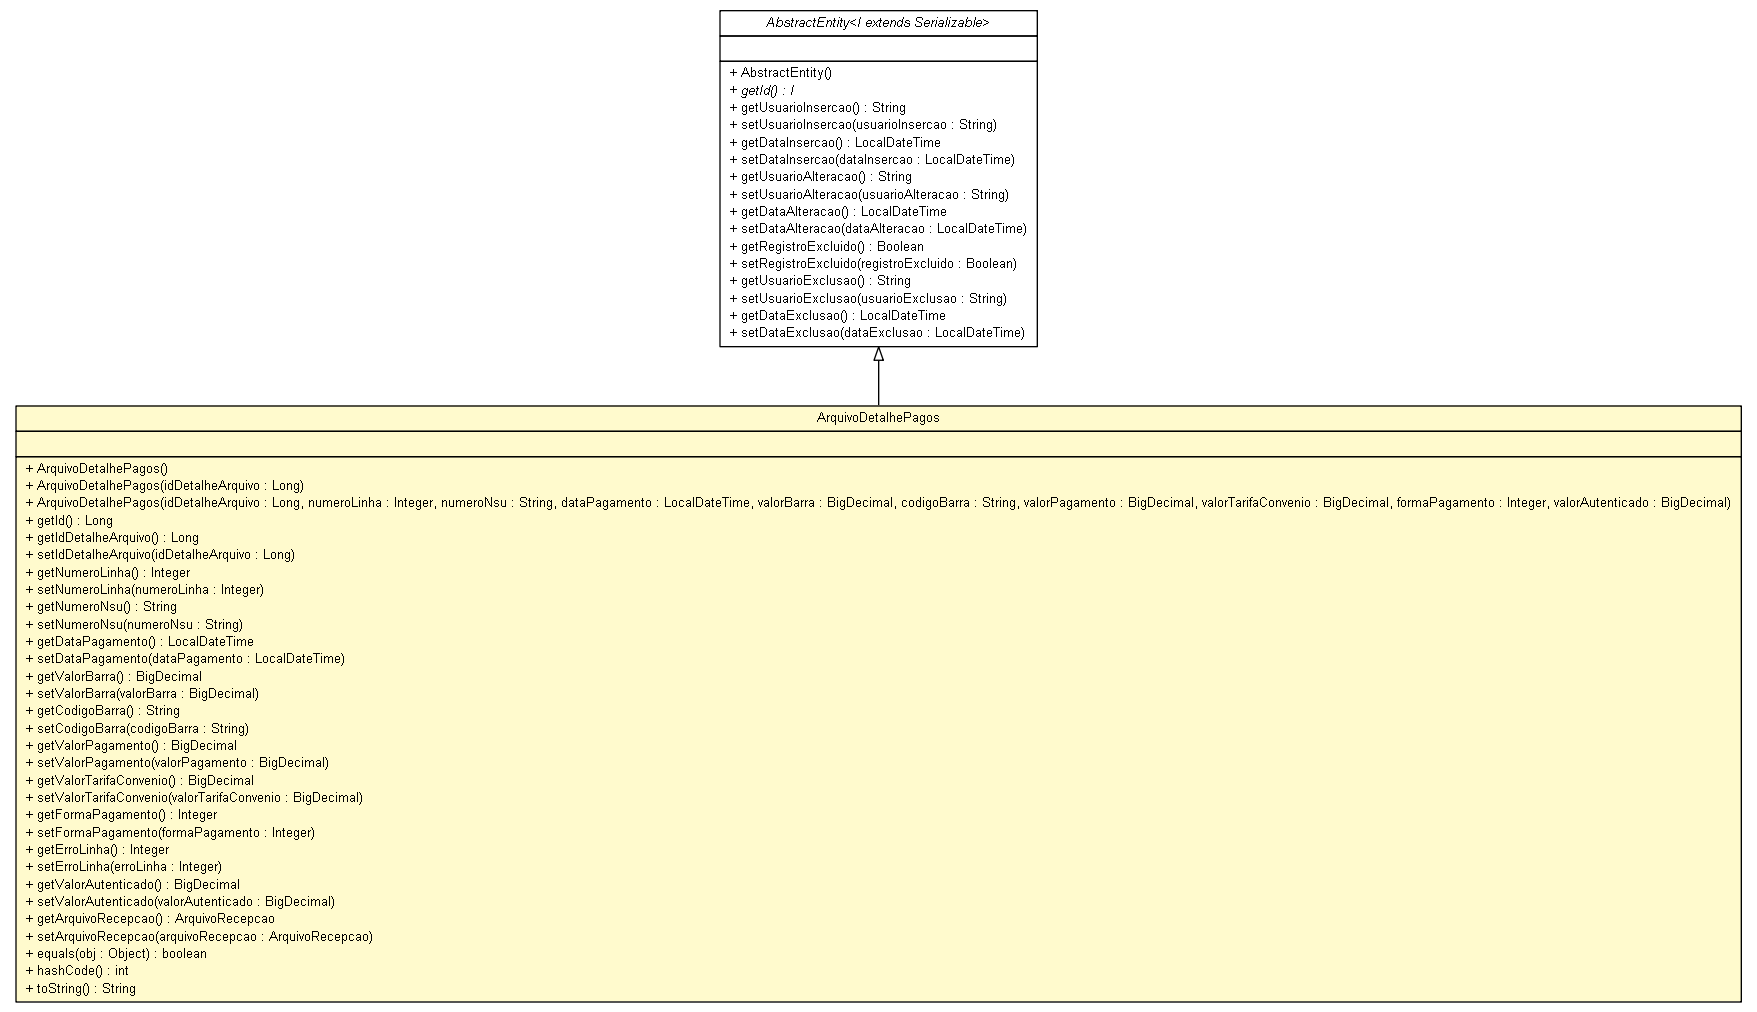 AbstractEntity<I extends Serializable>
+ AbstractEntity()
+ getId() : I
+ getUsuarioInsercao() : String
+ setUsuarioInsercao(usuarioInsercao : String)
+ getDataInsercao() : LocalDateTime
+ setDataInsercao(dataInsercao : LocalDateTime)
+ getUsuarioAlteracao() : String
+ setUsuarioAlteracao(usuarioAlteracao : String)
+ getDataAlteracao() : LocalDateTime
+ setDataAlteracao(dataAlteracao : LocalDateTime)
+ getRegistroExcluido() : Boolean
+ setRegistroExcluido(registroExcluido : Boolean)
+ getUsuarioExclusao() : String
+ setUsuarioExclusao(usuarioExclusao : String)
+ getDataExclusao() : LocalDateTime
+ setDataExclusao(dataExclusao : LocalDateTime)
ArquivoDetalhePagos
+ ArquivoDetalhePagos()
+ ArquivoDetalhePagos(idDetalheArquivo : Long)
+ ArquivoDetalhePagos(idDetalheArquivo : Long, numeroLinha : Integer, numeroNsu : String, dataPagamento : LocalDateTime, valorBarra : BigDecimal, codigoBarra : String, valorPagamento : BigDecimal, valorTarifaConvenio : BigDecimal, formaPagamento : Integer, valorAutenticado : BigDecimal)
+ getId() : Long
+ getIdDetalheArquivo() : Long
+ setIdDetalheArquivo(idDetalheArquivo : Long)
+ getNumeroLinha() : Integer
+ setNumeroLinha(numeroLinha : Integer)
+ getNumeroNsu() : String
+ setNumeroNsu(numeroNsu : String)
+ getDataPagamento() : LocalDateTime
+ setDataPagamento(dataPagamento : LocalDateTime)
+ getValorBarra() : BigDecimal
+ setValorBarra(valorBarra : BigDecimal)
+ getCodigoBarra() : String
+ setCodigoBarra(codigoBarra : String)
+ getValorPagamento() : BigDecimal
+ setValorPagamento(valorPagamento : BigDecimal)
+ getValorTarifaConvenio() : BigDecimal
+ setValorTarifaConvenio(valorTarifaConvenio : BigDecimal)
+ getFormaPagamento() : Integer
+ setFormaPagamento(formaPagamento : Integer)
+ getErroLinha() : Integer
+ setErroLinha(erroLinha : Integer)
+ getValorAutenticado() : BigDecimal
+ setValorAutenticado(valorAutenticado : BigDecimal)
+ getArquivoRecepcao() : ArquivoRecepcao
+ setArquivoRecepcao(arquivoRecepcao : ArquivoRecepcao)
+ equals(obj : Object) : boolean
+ hashCode() : int
+ toString() : String